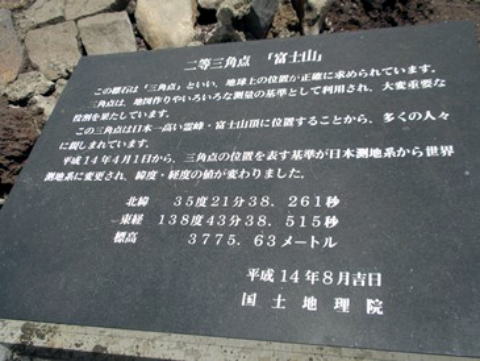 二等三角点 「富士山」
この標石は「三角点」といい、地球上の位置が正確に求められています。
三角点は、地図作りやいろいろな測量の基準として利用され、大変重要な
役割を果たしています。
この三角点は日本一高い霊峰・富士山頂に位置することから、多くの人々
に親しまれています。
平成14年4月1日から、三角点の位置を表す基準が日本測地系から世界
測地系に変更され、緯度・経度の値が変わりました。
北緯 35度21分38.261秒
東経 138度43分38.515秒
標高 3775.63メートル
平成14年8月吉日
国土地理院